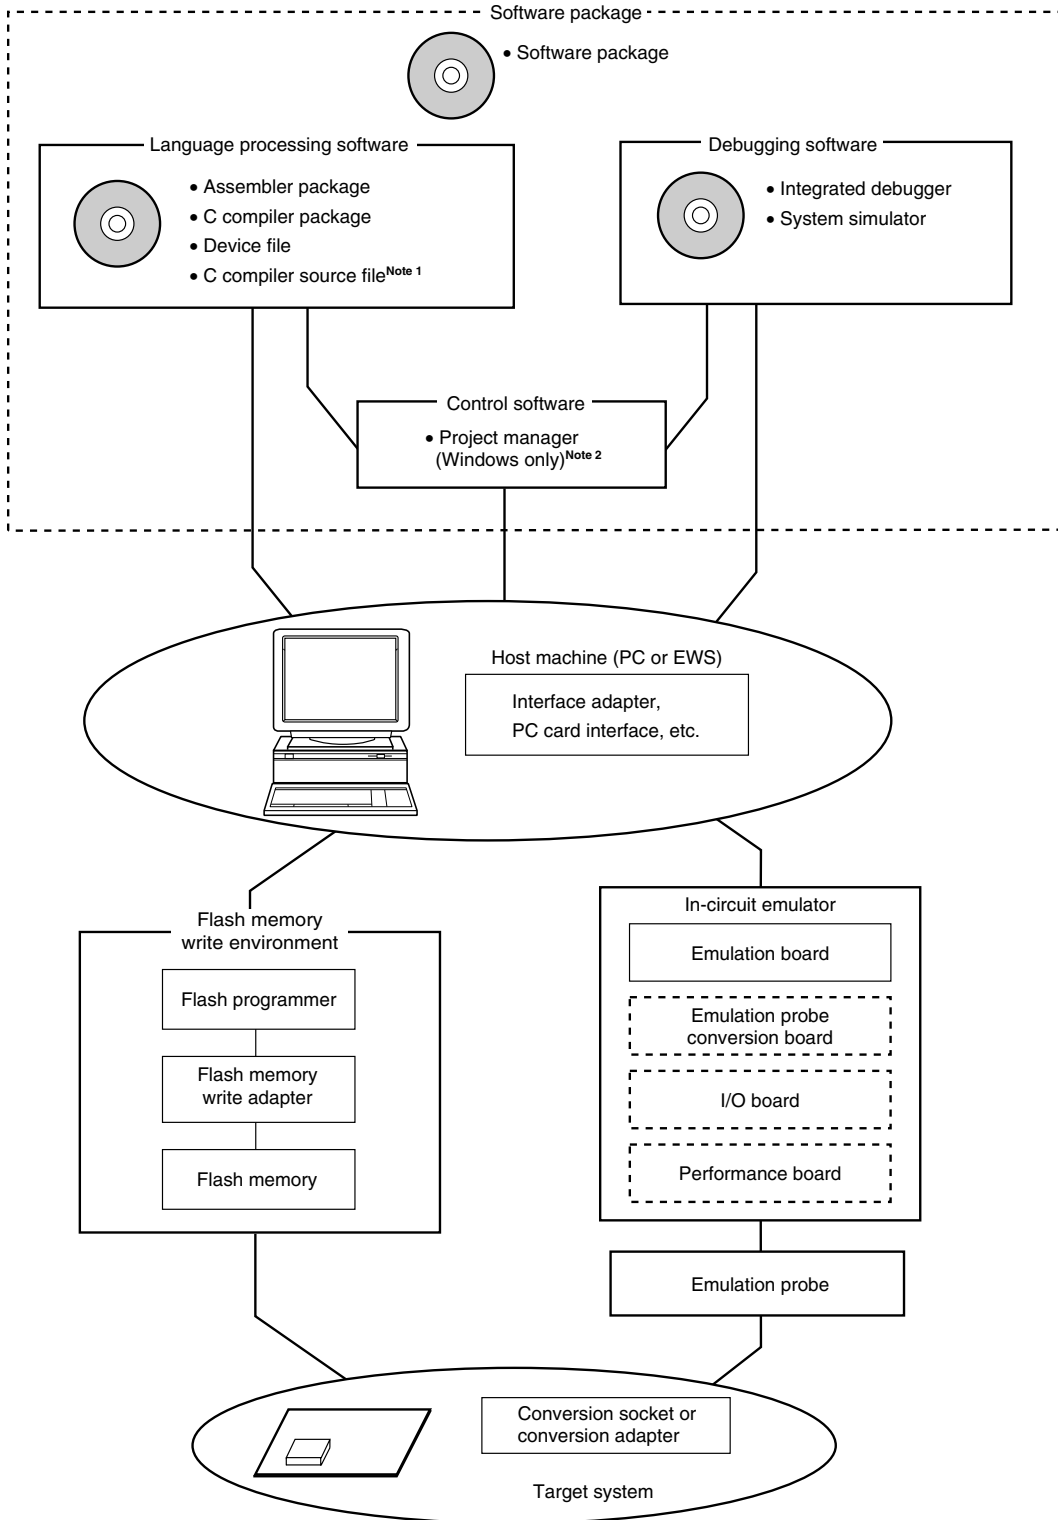 Software package
• Software package
Language processing software
• Assembler package
• C compiler package
• Device file
• C compiler source file Note 1
Debugging software
• Integrated debugger
• System simulator
Control software
• Project manager
(Windows only) Note 2
Host machine (PC or EWS)
Interface adapter,
PC card interface, etc.
Flash memory
write environment
Flash programmer
Flash memory
write adapter
Flash memory
In-circuit emulator
Emulation board
Emulation probe
conversion board
I/O board
Performance board
Emulation probe
Conversion socket or
conversion adapter
Target system